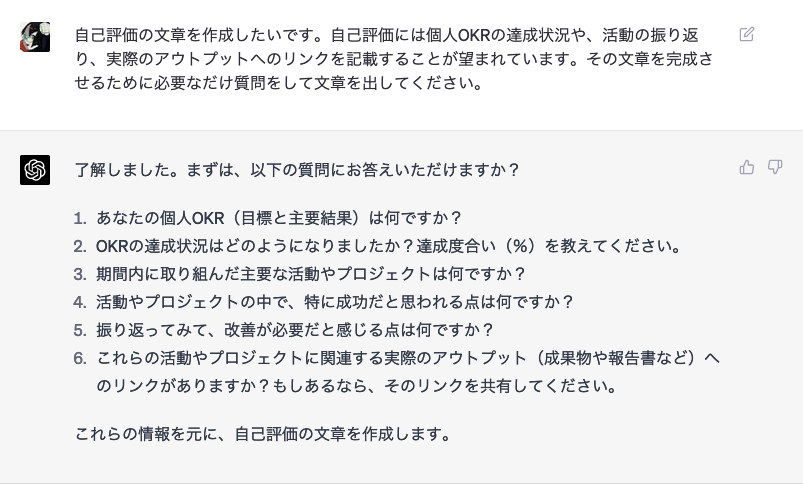 自己評価の文章を作成したいです。自己評価には個人OKRの達成状況や、活動の振り返
り、実際のアウトプットへのリンクを記載することが望まれています。その文章を完成さ
せるために必要なだけ質問をして文章を出してください。
了解しました。まずは、以下の質問にお答えいただけますか？
1. あなたの個人OKR（目標と主要結果）は何ですか？
2. OKRの達成状況はどのようになりましたか？達成度合い（%）を教えてください。
3. 期間内に取り組んだ主要な活動やプロジェクトは何ですか？
4. 活動やプロジェクトの中で、特に成功だと思われる点は何ですか？
5. 振り返ってみて、改善が必要だと感じる点は何ですか？
6. これらの活動やプロジェクトに関連する実際のアウトプット（成果物や報告書など）へ
のリンクがありますか？もしあるなら、そのリンクを共有してください。
これらの情報を元に、自己評価の文章を作成します。